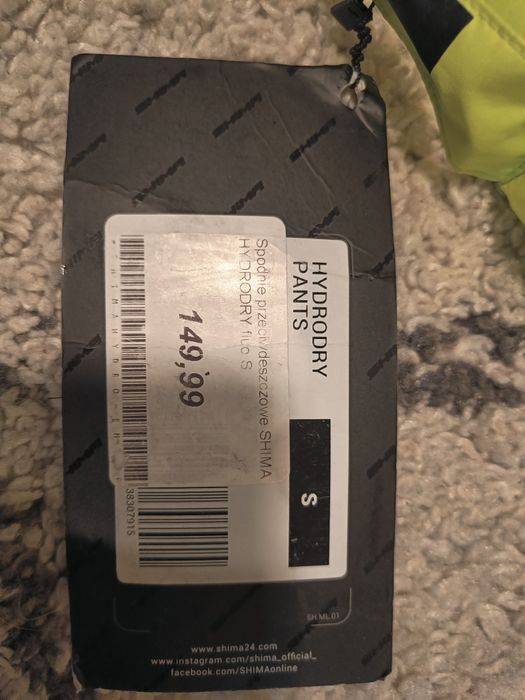 HYDRODRY
PANTS
S
Spodnie przeciwdeszczowe SHIMA
HYDRODRY fluo S
149,99
38307915
SH.ML.01
www.shima24.com
www.instagram.com/shima_official_
facebook.com/SHIMAonline